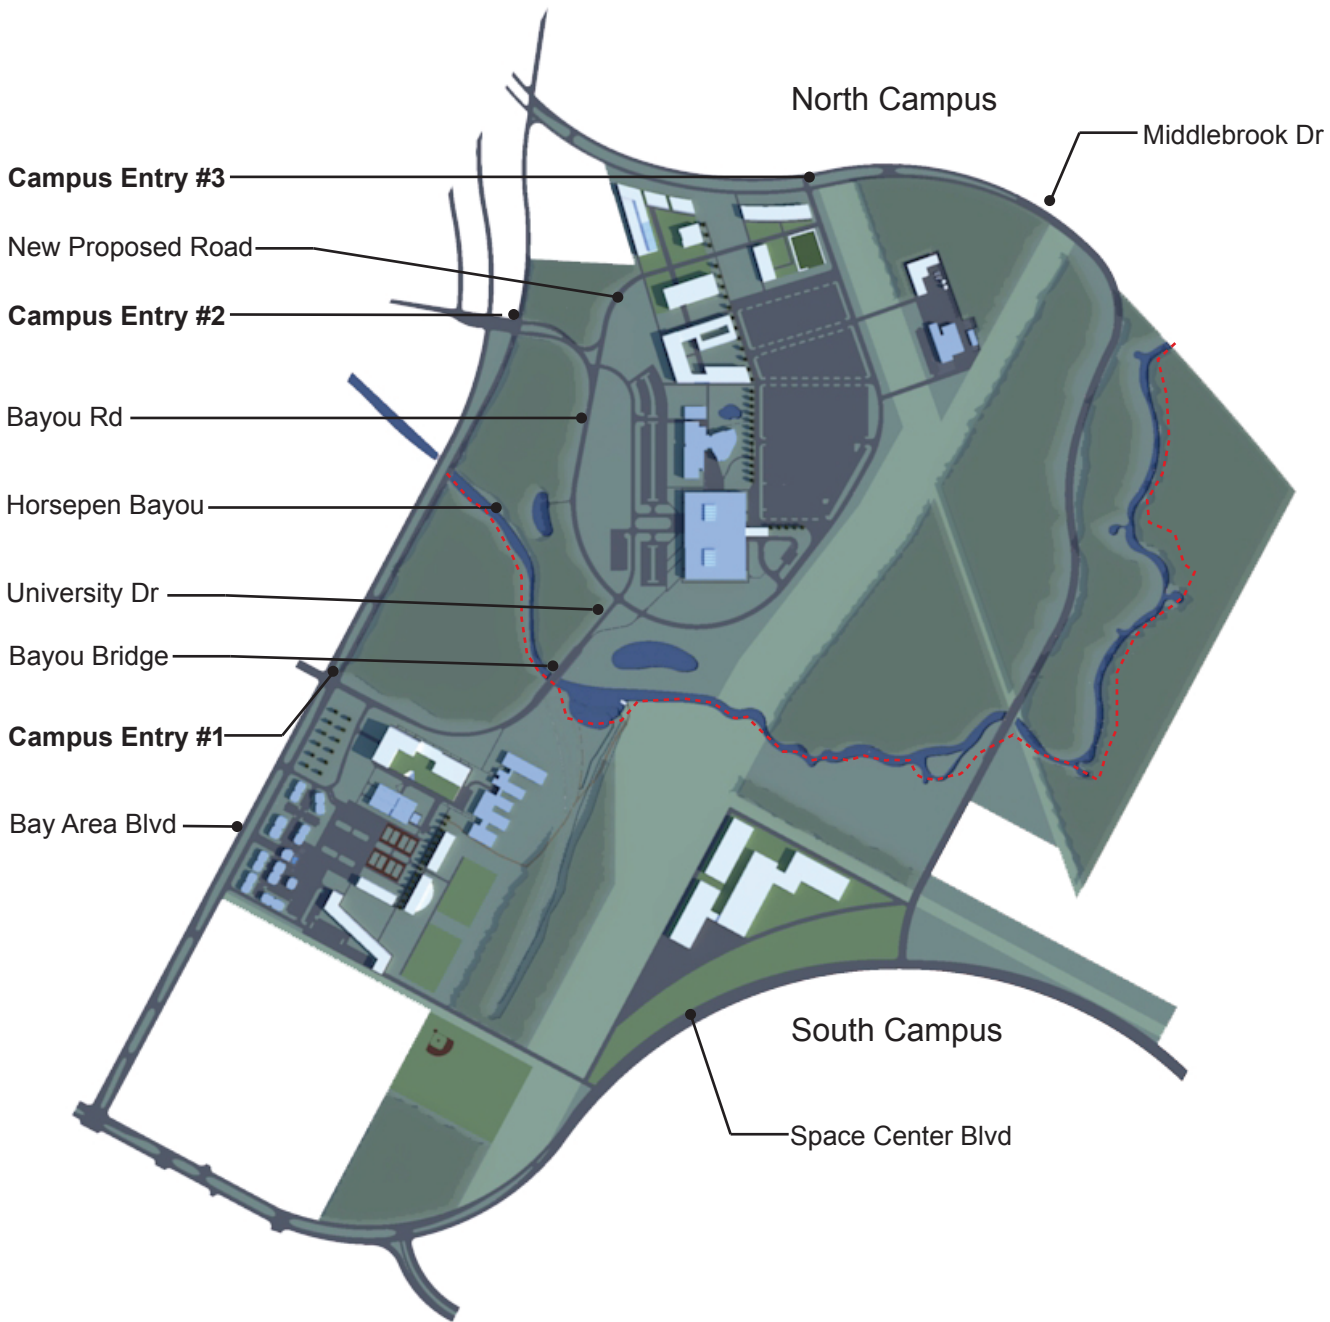 North Campus
Middlebrook Dr
Campus Entry #3
New Proposed Road
Campus Entry #2
Bayou Rd
Horsepen Bayou
University Dr
Bayou Bridge
Campus Entry #1
Bay Area Blvd
South Campus
Space Center Blvd